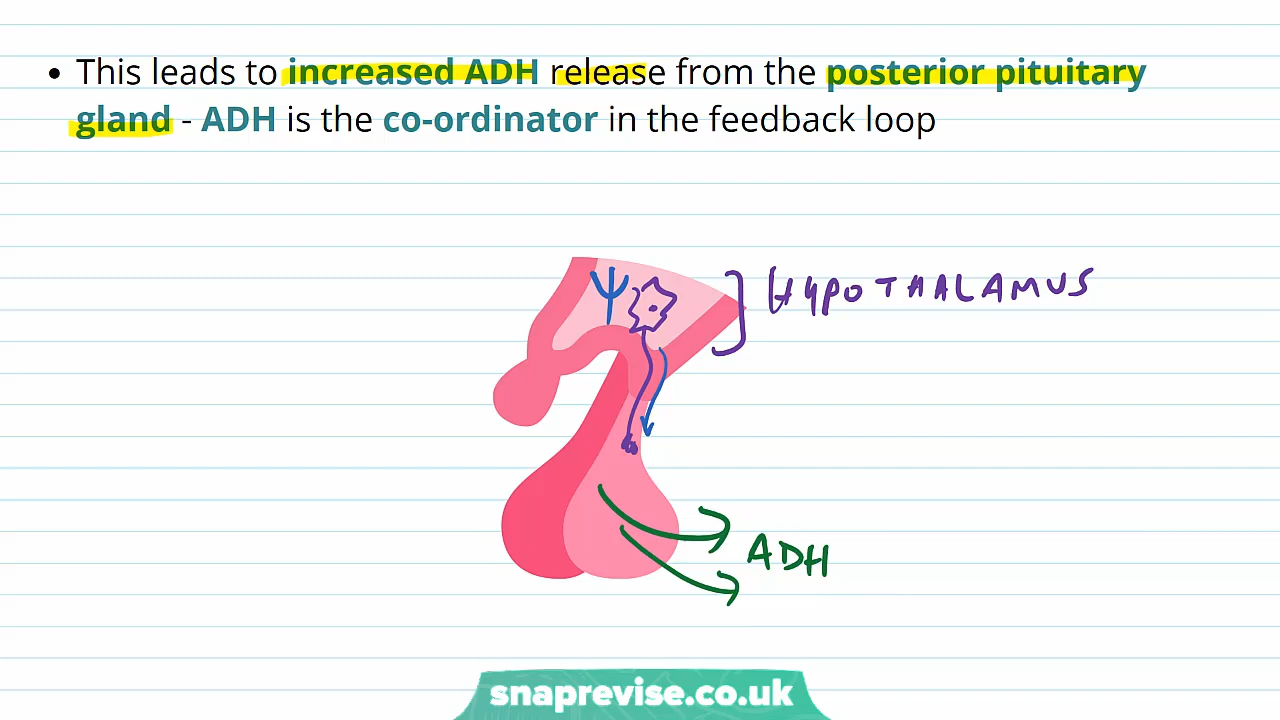 • This leads to increased ADH release from the posterior pituitary
gland - ADH is the co-ordinator in the feedback loop
Ψ
HYPOTHALAMUS
ADH
snaprevise.co.uk